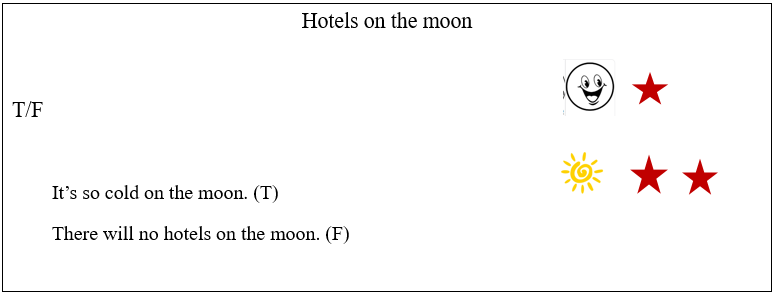 Hotels on the moon
T/F
It's so cold on the moon. (T)
There will no hotels on the moon. (F)